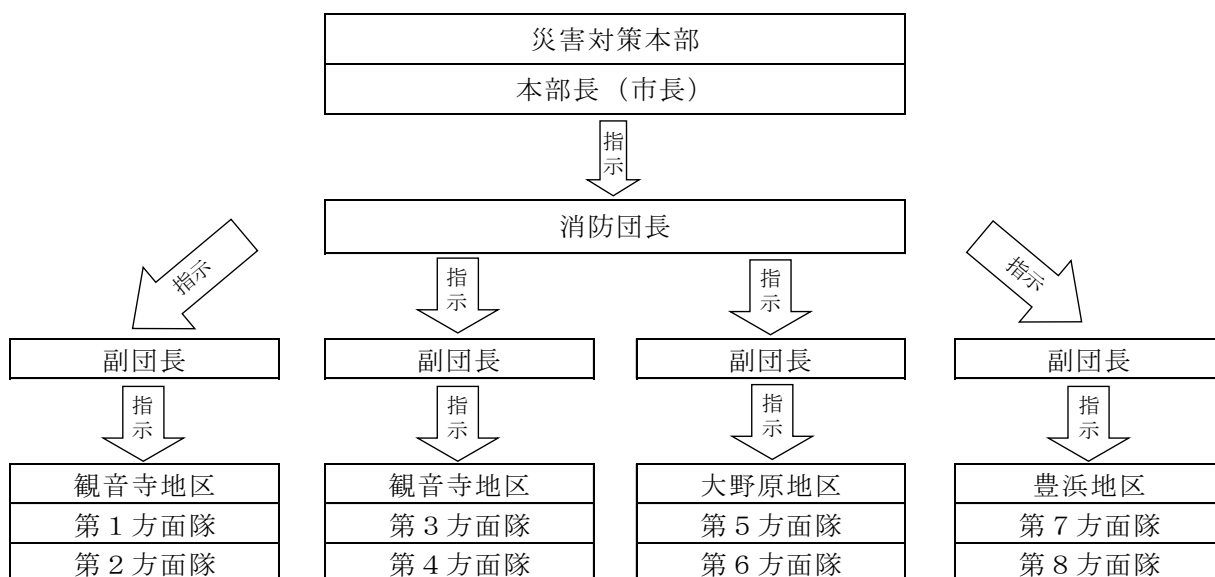 災害対策本部
本部長（市長）
指示
消防団長
指示
指示
指示
指示
副団長
副団長
副団長
副団長
指示
指示
指示
指示
観音寺地区
観音寺地区
大野原地区
豊浜地区
第１方面隊
第３方面隊
第５方面隊
第７方面隊
第２方面隊
第４方面隊
第６方面隊
第８方面隊